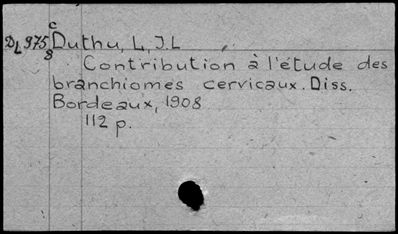 DL 975 c 8 Duthu, L, J.L
Contribution à l'étude des
branchiomes cervicaux. Diss.
Bordeaux, 1908
112 p.